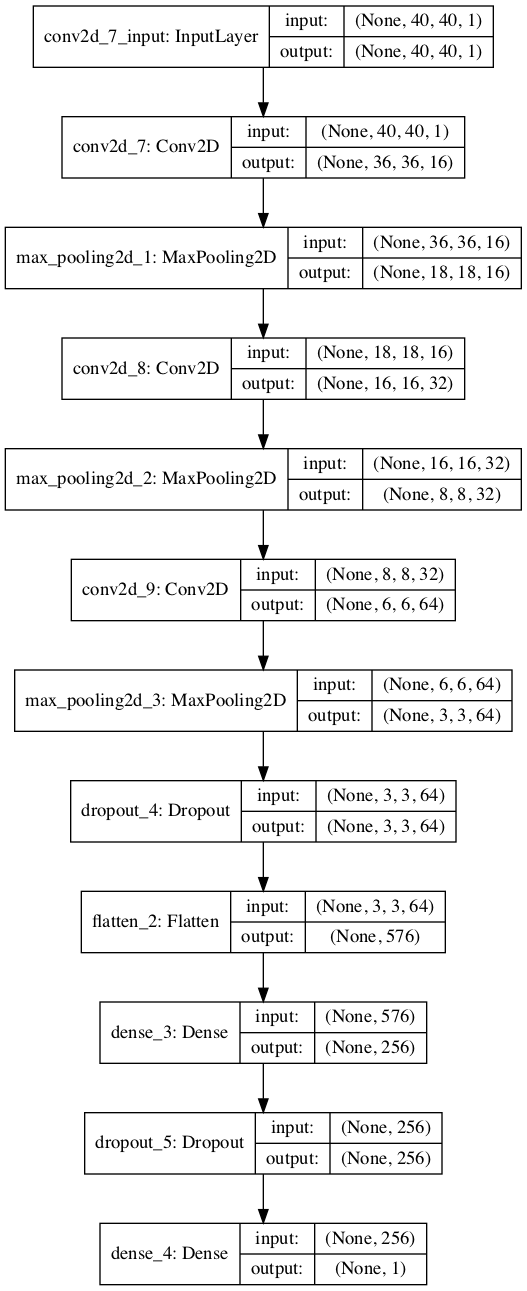 conv2d_7_input: InputLayer
input: (None, 40, 40, 1)
output: (None, 40, 40, 1)
conv2d_7: Conv2D
input: (None, 40, 40, 1)
output: (None, 36, 36, 16)
max_pooling2d_1: MaxPooling2D
input: (None, 36, 36, 16)
output: (None, 18, 18, 16)
conv2d_8: Conv2D
input: (None, 18, 18, 16)
output: (None, 16, 16, 32)
max_pooling2d_2: MaxPooling2D
input: (None, 16, 16, 32)
output: (None, 8, 8, 32)
conv2d_9: Conv2D
input: (None, 8, 8, 32)
output: (None, 6, 6, 64)
max_pooling2d_3: MaxPooling2D
input: (None, 6, 6, 64)
output: (None, 3, 3, 64)
dropout_4: Dropout
input: (None, 3, 3, 64)
output: (None, 3, 3, 64)
flatten_2: Flatten
input: (None, 3, 3, 64)
output: (None, 576)
dense_3: Dense
input: (None, 576)
output: (None, 256)
dropout_5: Dropout
input: (None, 256)
output: (None, 256)
dense_4: Dense
input: (None, 256)
output: (None, 1)